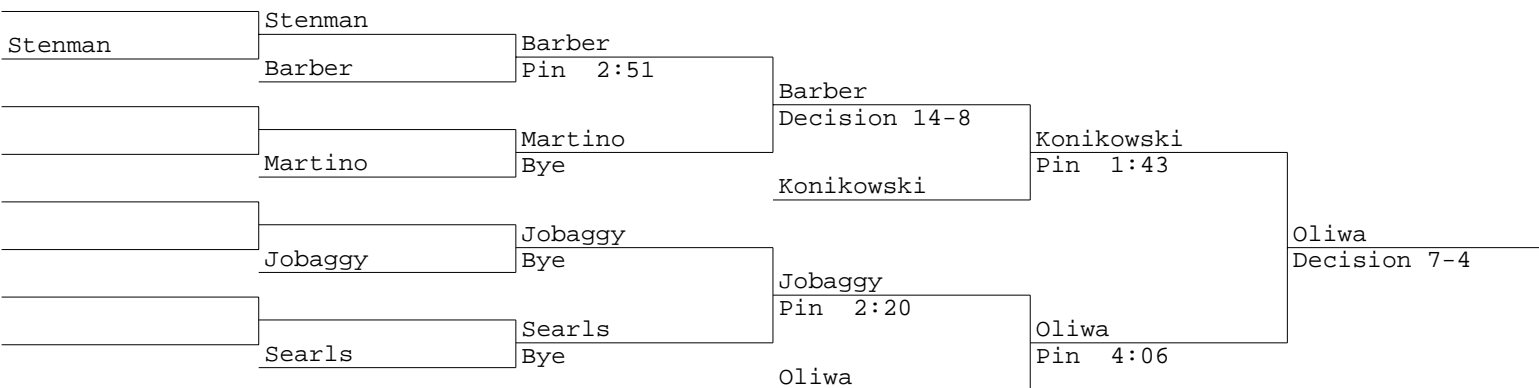 Stenman
Stenman
Barber
Barber
Pin 2:51
Barber
Decision 14-8
Martino
Martino
Bye
Konikowski
Konikowski
Pin 1:43
Jobaggy
Jobaggy
Bye
Jobaggy
Pin 2:20
Searls
Searls
Bye
Oliwa
Oliwa
Pin 4:06
Oliwa
Decision 7-4